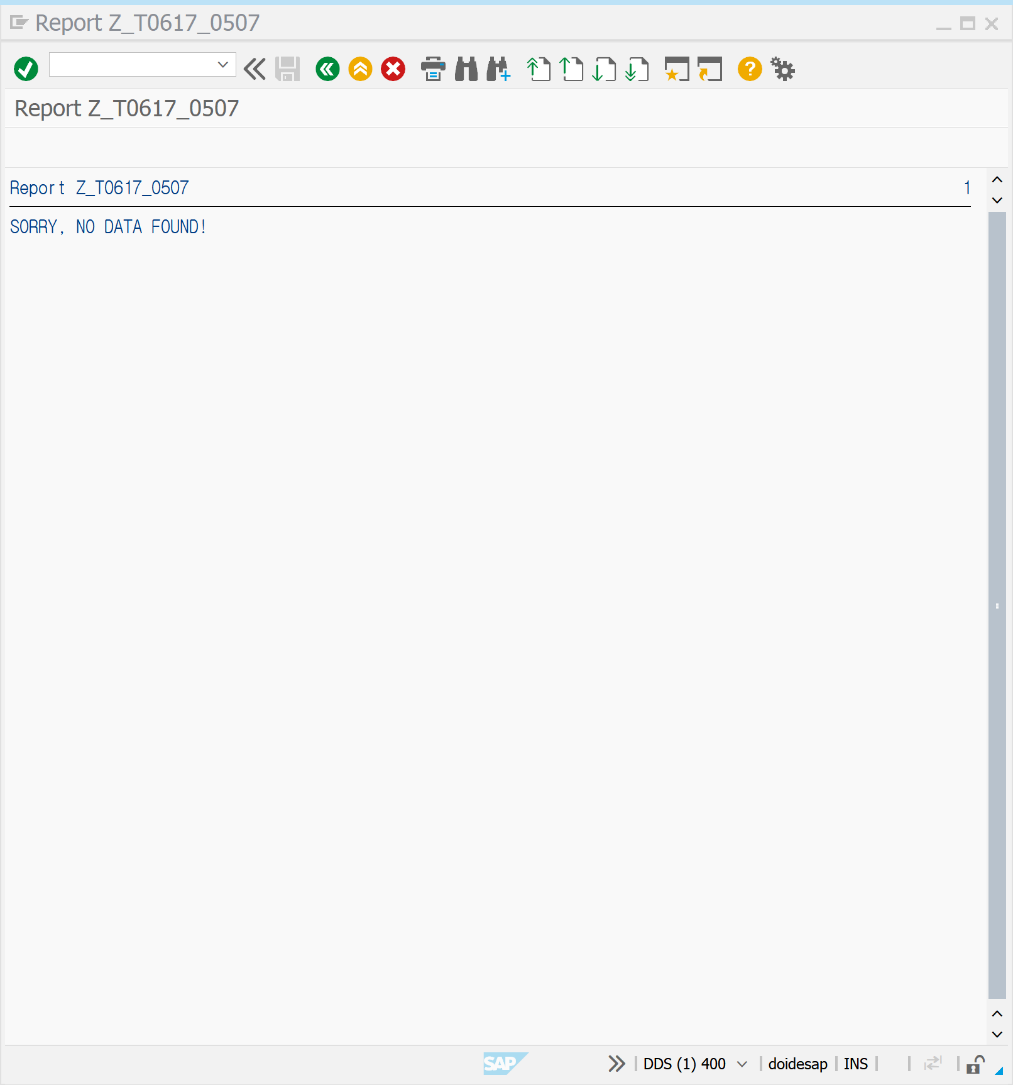 Report Z_T0617_0507
Report Z_T0617_0507
Report Z_T0617_0507 1
SORRY, NO DATA FOUND!
SAP DDS (1) 400 doidesap INS